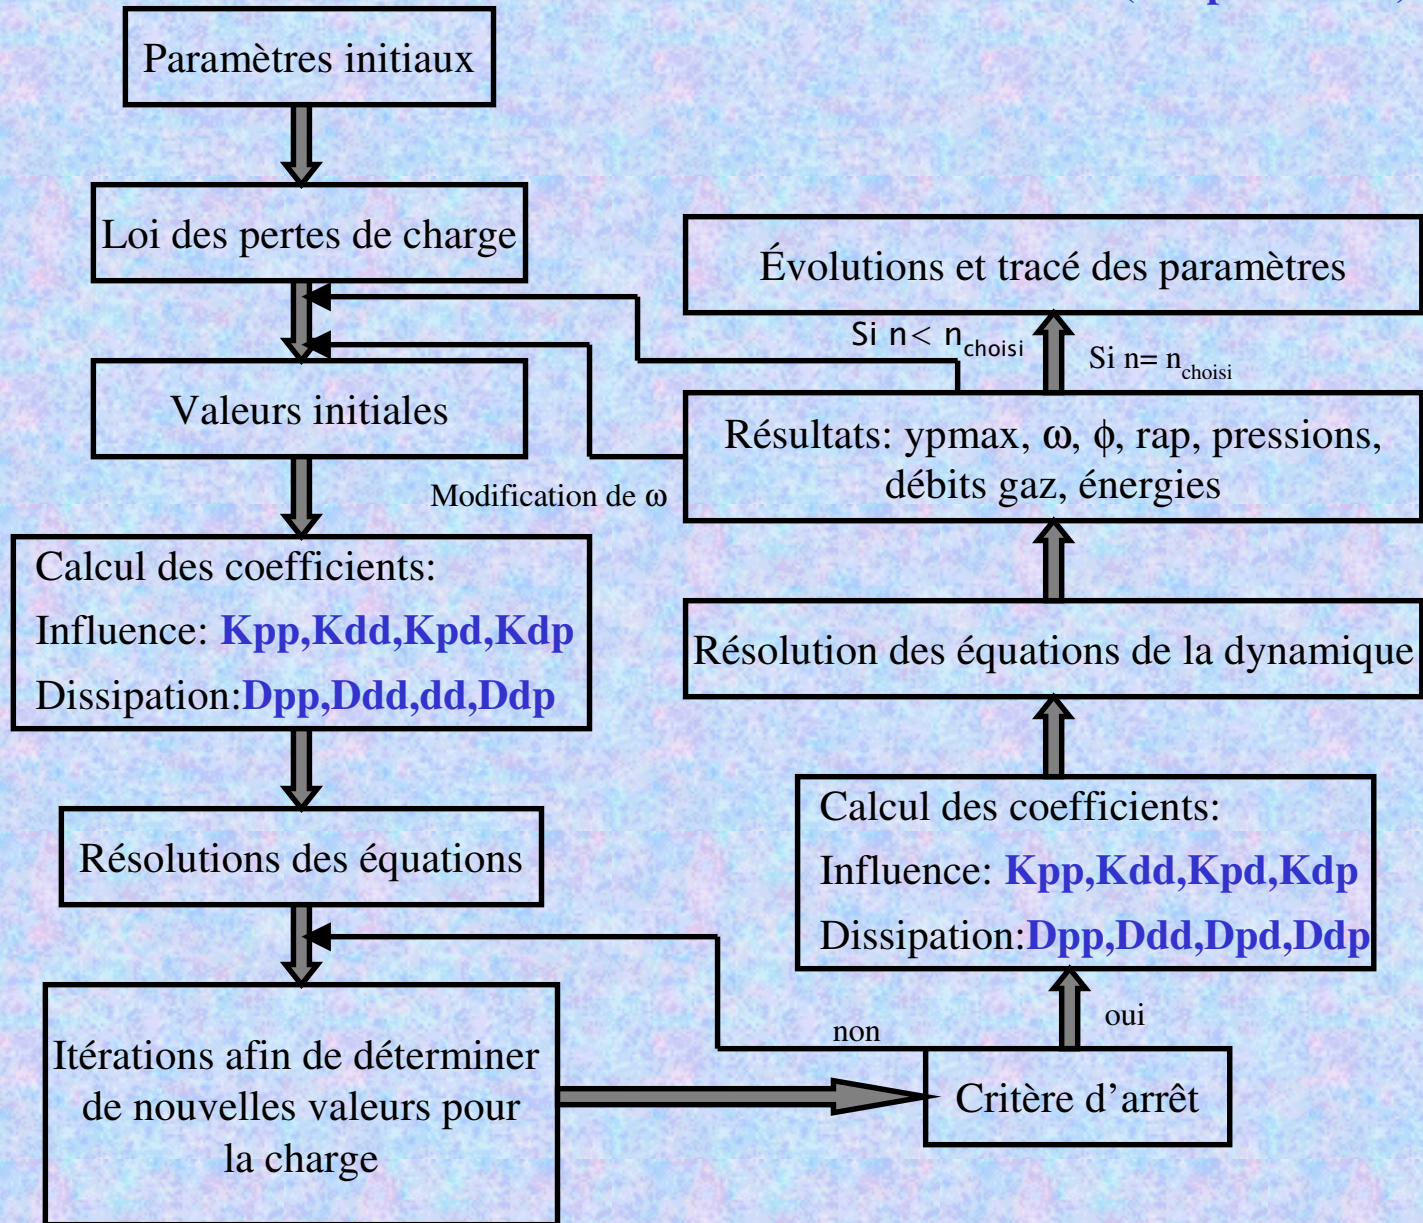 Paramètres initiaux
Loi des pertes de charge
Valeurs initiales
Modification de ω
Calcul des coefficients:
Influence: Kpp,Kdd,Kpd,Kdp
Dissipation:Dpp,Ddd,dd,Ddp
Résolutions des équations
Itérations afin de déterminer
de nouvelles valeurs pour
la charge
Évolutions et tracé des paramètres
Si n< n_choisi
Si n= n_choisi
Résultats: ypmax, ω, ϕ, rap, pressions,
débits gaz, énergies
Résolution des équations de la dynamique
Calcul des coefficients:
Influence: Kpp,Kdd,Kpd,Kdp
Dissipation:Dpp,Ddd,Dpd,Ddp
oui
non
Critère d’arrêt